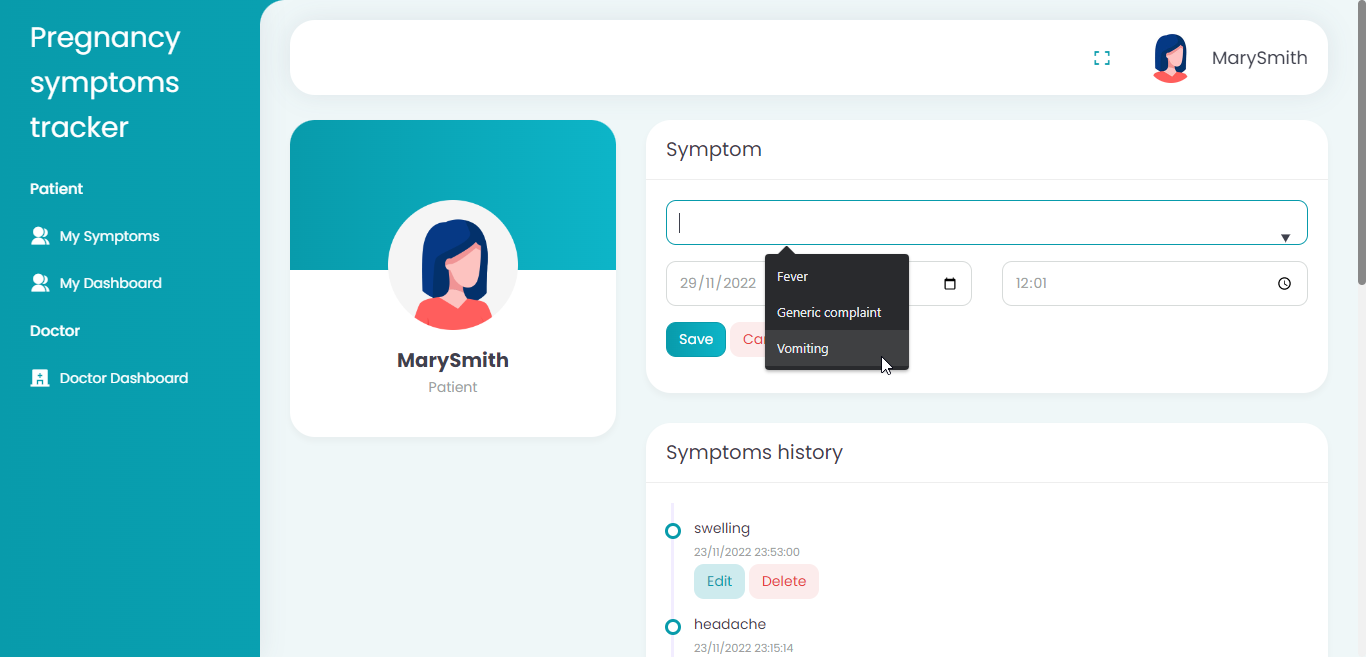 Pregnancy
symptoms
tracker
Patient
My Symptoms
My Dashboard
Doctor
Doctor Dashboard
MarySmith
MarySmith
Patient
Symptom
29/11/2022
12:01
Fever
Generic complaint
Vomiting
Save
Can
Symptoms history
swelling
23/11/2022 23:53:00
Edit Delete
headache
23/11/2022 23:15:14